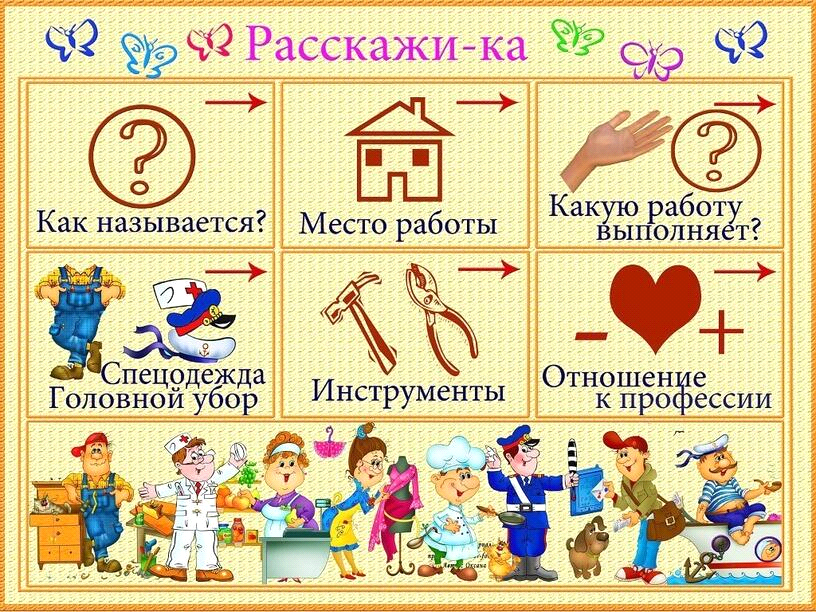 Расскажи-ка
Как называется?
Место работы
Какую работу
выполняет?
Спецодежда
Головной убор
Инструменты
Отношение
к профессии